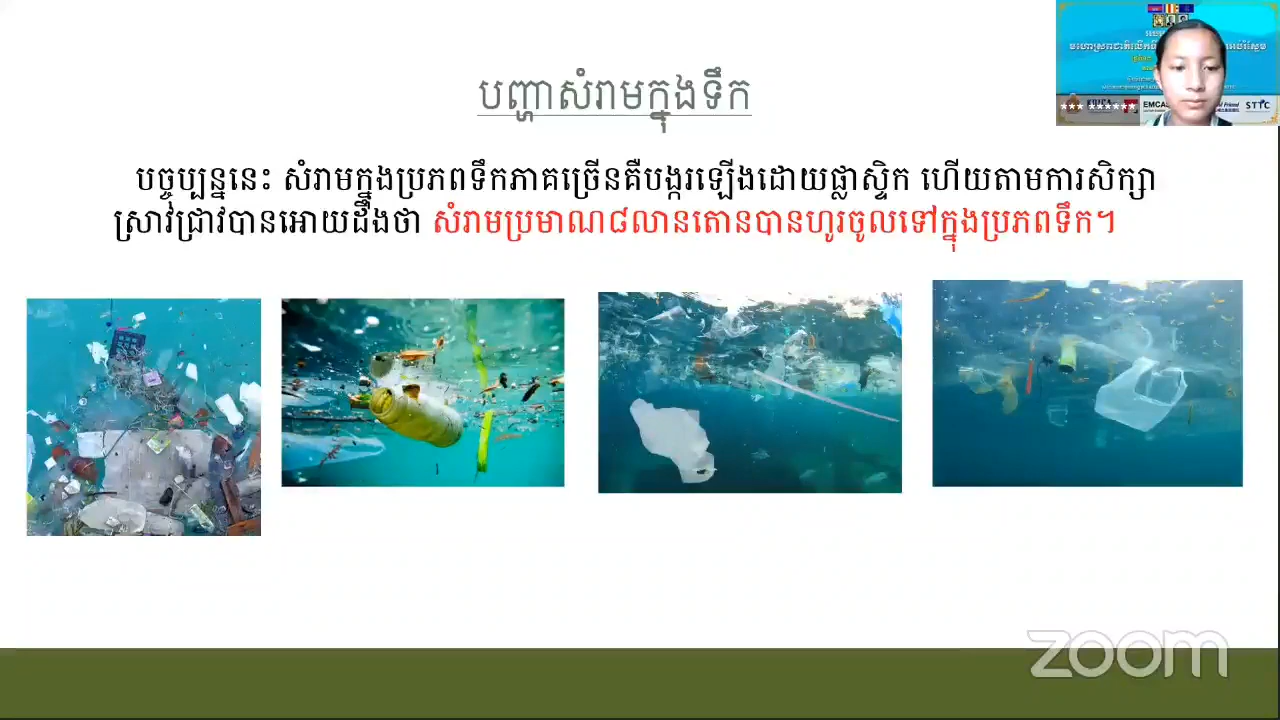 បញ្ហាសំរាមក្នុងទឹក
បច្ចុប្បន្ននេះ សំរាមក្នុងប្រភពទឹកភាគច្រើនគឺបង្ករឡើងដោយផ្លាស្ទិក ហើយតាមការសិក្សា
ស្រាវជ្រាវបានអោយដឹងថា សំរាមប្រមាណ៨លានតោនបានហូរចូលទៅក្នុងប្រភពទឹក។
STIC
zoom